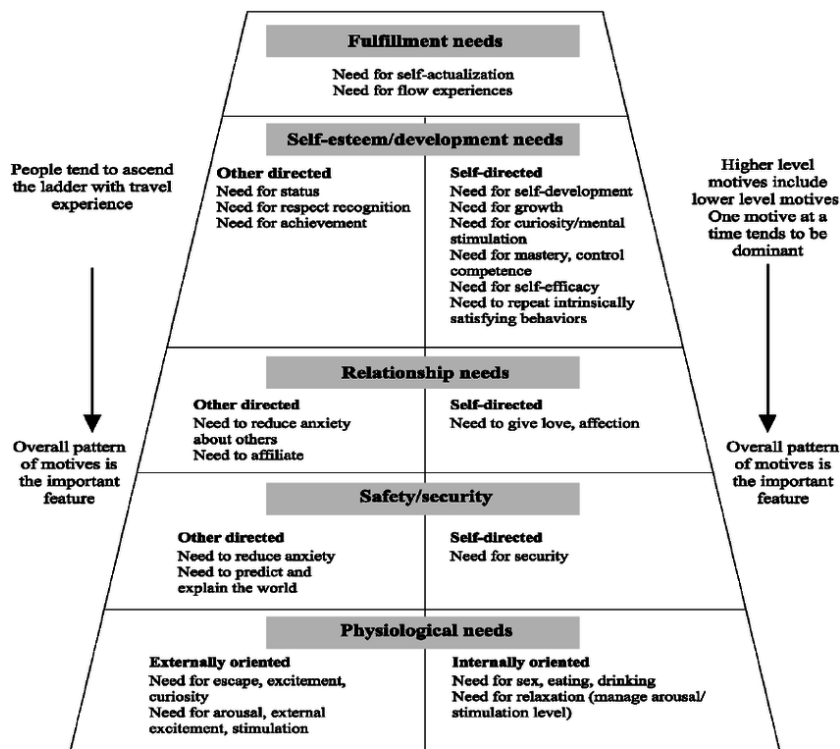 Fulfillment needs
Need for self-actualization
Need for flow experiences
Self-esteem/development needs
People tend to ascend
the ladder with travel
experience
Other directed
Need for status
Need for respect recognition
Need for achievement
Self-directed
Need for self-development
Need for growth
Need for curiosity/mental
stimulation
Need for mastery, control
competence
Need for self-efficacy
Need to repeat intrinsically
satisfying behaviors
Higher level
motives include
lower level motives
One motive at a
time tends to be
dominant
Relationship needs
Other directed
Need to reduce anxiety
about others
Need to affiliate
Self-directed
Need to give love, affection
Overall pattern
of motives is
the important
feature
Overall pattern
of motives is
the important
feature
Safety/security
Other directed
Need to reduce anxiety
Need to predict and
explain the world
Self-directed
Need for security
Physiological needs
Externally oriented
Need for escape, excitement,
curiosity
Need for arousal, external
excitement, stimulation
Internally oriented
Need for sex, eating, drinking
Need for relaxation (manage arousal/
stimulation level)